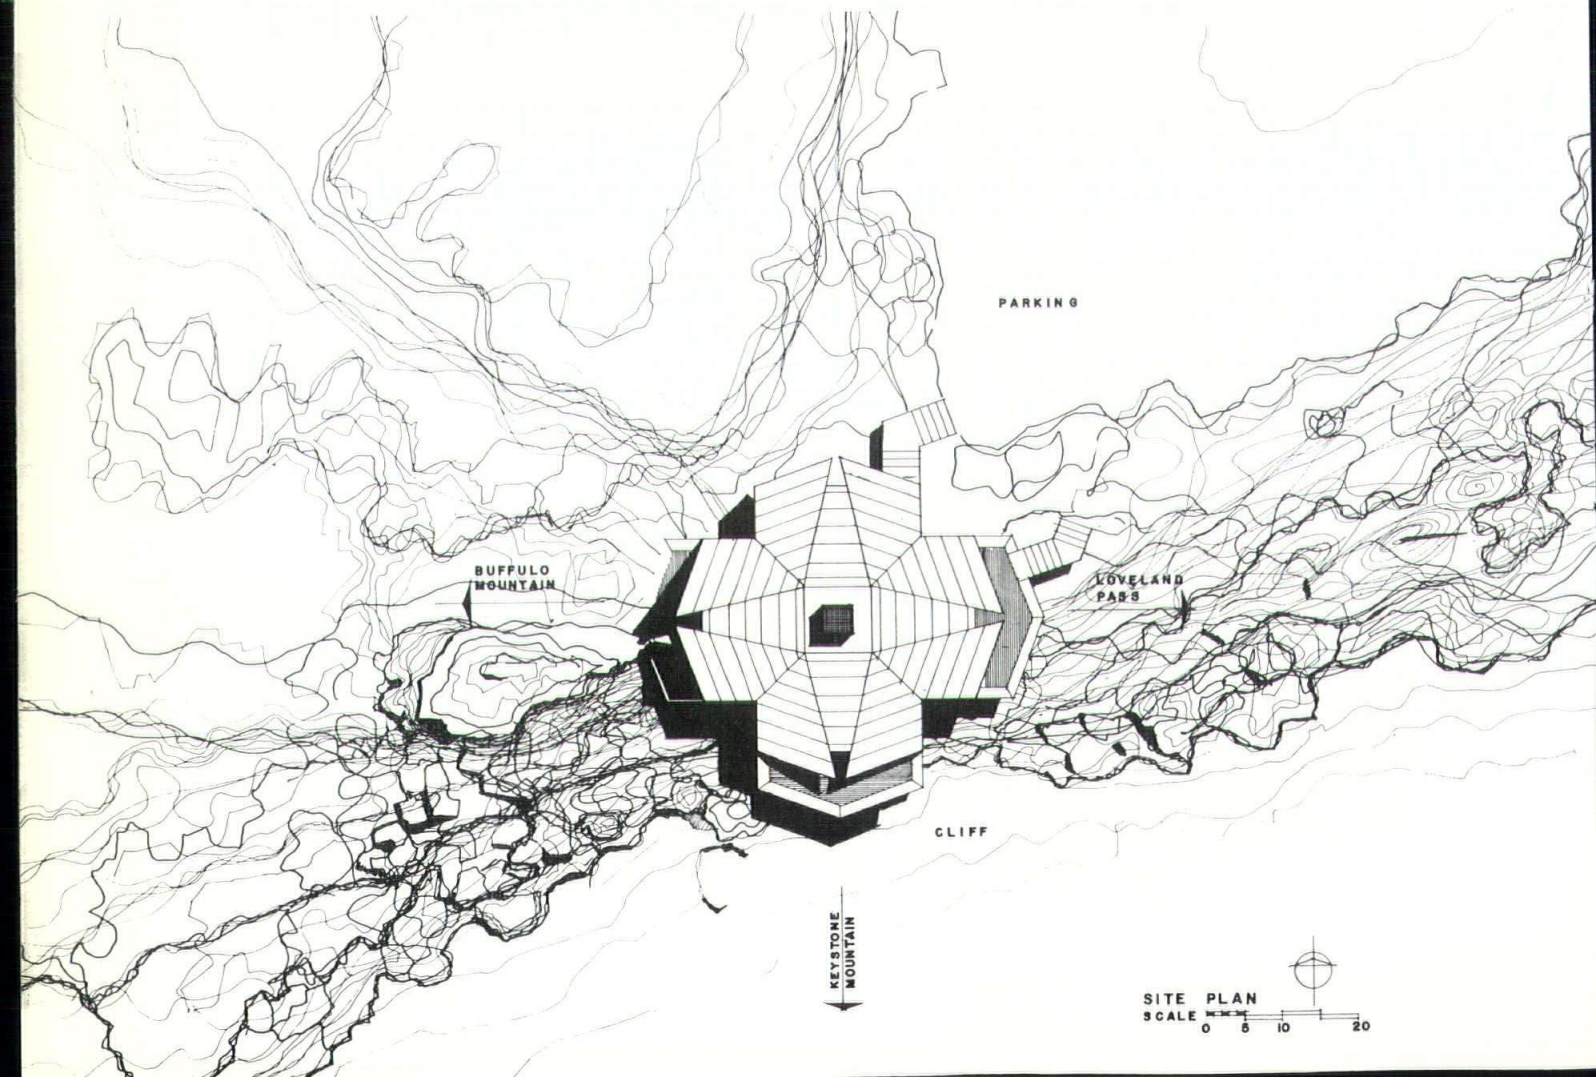 PARKING
BUFFULO
MOUNTAIN
LOVELAND
PASS
CLIFF
KEYSTONE
MOUNTAIN
SITE PLAN
SCALE
0 5 10 20